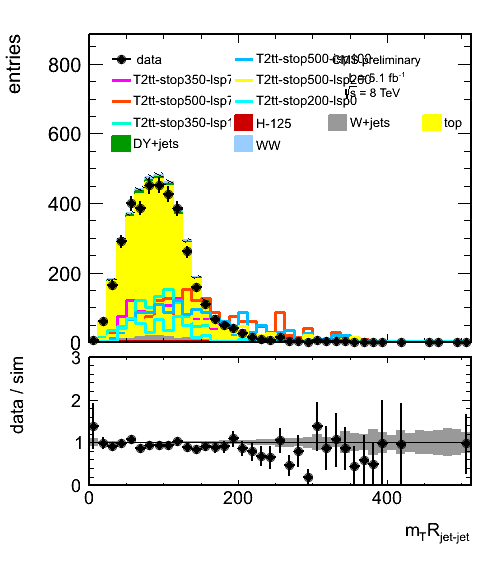 entries
800
600
400
200
0
data
T2tt-stop350-lsp
T2tt-stop500-lsp
T2tt-stop350-lsp1
DY+jets
T2tt-stop500-lsp100
T2tt-stop500-lsp200
T2tt-stop200-lsp0
H-125
W+jets
top
WW
CMS preliminary
L = 5.1 fb⁻¹
√s = 8 TeV
data / sim
3
2
1
0
0 200 400
mTRjet-jet